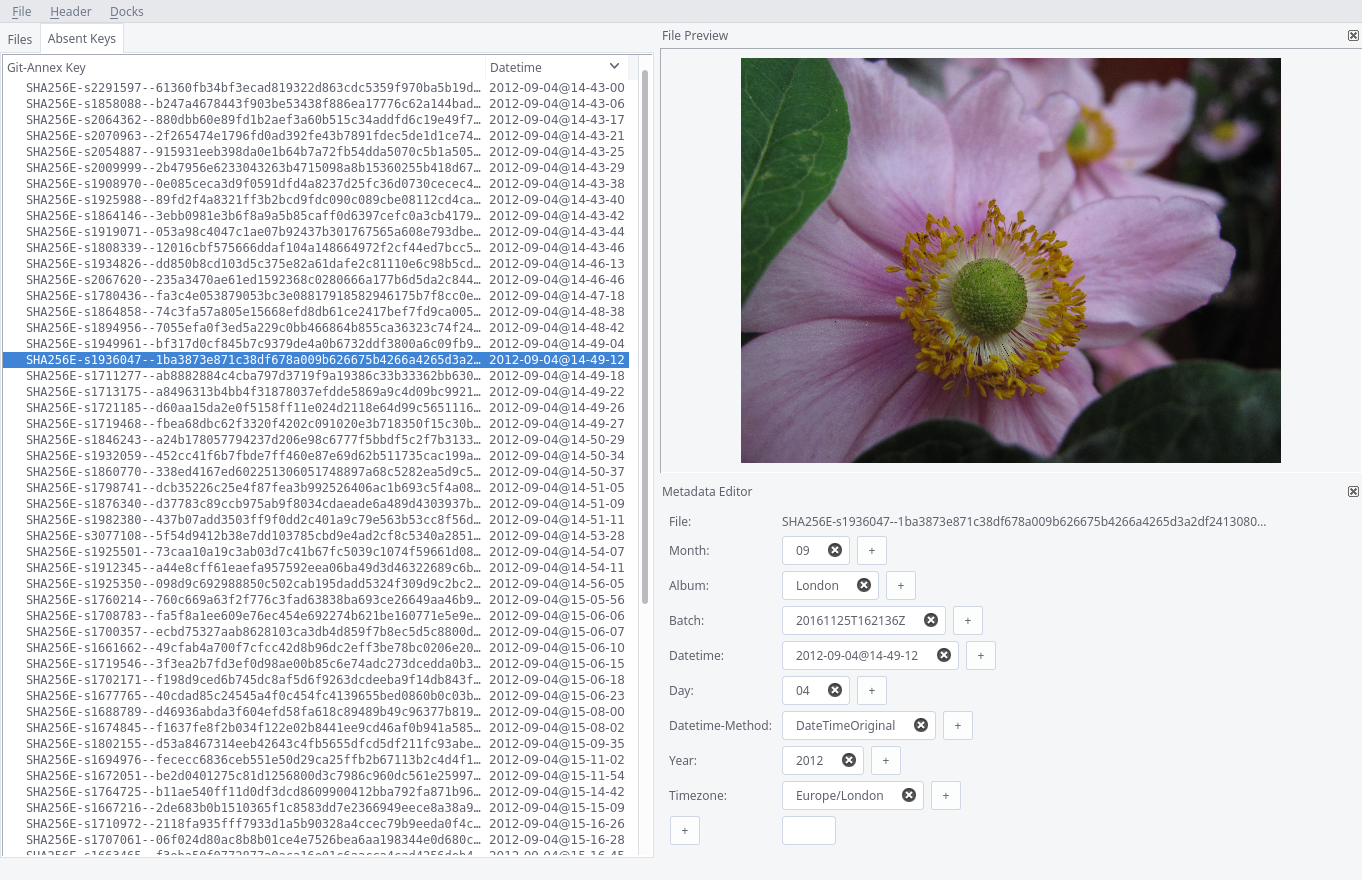 File Header Docks
Files Absent Keys
Git-Annex Key Datetime
SHA256E-s2291597--61360fb34bf3ecad819322d863cdc5359f970ba5b19d… 2012-09-04@14-43-00
SHA256E-s1858088--b247a4678443f903be53438f886ea17776c62a144bad… 2012-09-04@14-43-06
SHA256E-s2064362--880dbb60e89fd1b2aef3a60b515c34addfd6c19e49f7… 2012-09-04@14-43-17
SHA256E-s2070963--2f265474e1796fd0ad392fe43b7891fdec5de1d1ce74… 2012-09-04@14-43-21
SHA256E-s2054887--915931eeb398da0e1b64b7a72fb54dda5070c5b1a505… 2012-09-04@14-43-25
SHA256E-s2009999--2b47956e6233043263b4715098a8b15360255b418d67… 2012-09-04@14-43-29
SHA256E-s1908970--0e085ceca3d9f0591dfd4a8237d25fc36d0730cecec4… 2012-09-04@14-43-38
SHA256E-s1925988--89fd2f4a8321ff3b2bcd9fdc090c089cbe08112cd4ca… 2012-09-04@14-43-40
SHA256E-s1864146--3ebb0981e3b6f8a9a5b85caff0d6397cefc0a3cb4179… 2012-09-04@14-43-42
SHA256E-s1919071--053a98c4047c1ae07b92437b301767565a608e793dbe… 2012-09-04@14-43-44
SHA256E-s1808339--12016cbf575666ddaf104a148664972f2cf44ed7bcc5… 2012-09-04@14-43-46
SHA256E-s1934826--dd850b8cd103d5c375e82a61dafe2c81110e6c98b5cd… 2012-09-04@14-46-13
SHA256E-s2067620--235a3470ae61ed1592368c0280666a177b6d5da2c844… 2012-09-04@14-46-46
SHA256E-s1780436--fa3c4e053879053bc3e08817918582946175b7f8cc0e… 2012-09-04@14-47-18
SHA256E-s1864858--74c3fa57a805e15668efd8db61ce2417bef7fd9ca005… 2012-09-04@14-48-38
SHA256E-s1894956--7055efa0f3ed5a229c0bb466864b855ca36323c74f24… 2012-09-04@14-48-42
SHA256E-s1949961--bf317d0cf845b7c9379de4a0b6732ddf3800a6c09fb9… 2012-09-04@14-49-04
SHA256E-s1936047--1ba3873e871c38df678a009b626675b4266a4265d3a2… 2012-09-04@14-49-12
SHA256E-s1711277--ab8882884c4cba797d3719f9a19386c33b33362bb630… 2012-09-04@14-49-18
SHA256E-s1713175--a8496313b4bb4f31878037efdde5869a9c4d09bc9921… 2012-09-04@14-49-22
SHA256E-s1721185--d60aa15da2e0f5158ff11e024d2118e64d99c5651116… 2012-09-04@14-49-26
SHA256E-s1719468--fbea68dbc62f3320f4202c091020e3b718350f15c30b… 2012-09-04@14-49-27
SHA256E-s1846243--a24b178057794237d206e98c6777f5bbdf5c2f7b3133… 2012-09-04@14-50-29
SHA256E-s1932059--452cc41f6b7fbde7ff460e87e69d62b511735cac199a… 2012-09-04@14-50-34
SHA256E-s1860770--338ed4167ed602251306051748897a68c5282ea5d9c5… 2012-09-04@14-50-37
SHA256E-s1798741--dcb35226c25e4f87fea3b992526406ac1b693c5f4a08… 2012-09-04@14-51-05
SHA256E-s1876340--d37783c89ccb975ab9f8034cdaeade6a489d4303937b… 2012-09-04@14-51-09
SHA256E-s1982380--437b07add3503ff9f0dd2c401a9c79e563b53cc8f56d… 2012-09-04@14-51-11
SHA256E-s3077108--5f54d9412b38e7dd103785cbd9e4ad2cf8c5340a2851… 2012-09-04@14-53-28
SHA256E-s1925501--73caa10a19c3ab03d7c41b67fc5039c1074f59661d08… 2012-09-04@14-54-07
SHA256E-s1912345--a44e8cff61eaefa957592eea06ba49d3d46322689c6b… 2012-09-04@14-54-11
SHA256E-s1925350--098d9c692988850c502cab195dadd5324f309d9c2bc2… 2012-09-04@14-56-05
SHA256E-s1760214--760c669a63f2f776c3fad63838ba693ce26649aa46b9… 2012-09-04@15-05-56
SHA256E-s1708783--fa5f8a1ee609e76ec454e692274b621be160771e5e9e… 2012-09-04@15-06-06
SHA256E-s1700357--ecbd75327aab8628103ca3db4d859f7b8ec5d5c8800d… 2012-09-04@15-06-07
SHA256E-s1661662--49cfab4a700f7cfcc42d8b96dc2eff3be78bc0206e20… 2012-09-04@15-06-10
SHA256E-s1719546--3f3ea2b7fd3ef0d98ae00b85c6e74adc273dcedda0b3… 2012-09-04@15-06-15
SHA256E-s1702171--f198d9ced6b745dc8af5d6f9263dcdeeba9f14db843f… 2012-09-04@15-06-18
SHA256E-s1677765--40cdad85c24545a4f0c454fc4139655bed0860b0c03b… 2012-09-04@15-06-23
SHA256E-s1688789--d46936abda3f604efd58fa618c89489b49c96377b819… 2012-09-04@15-08-00
SHA256E-s1674845--f1637fe8f2b034f122e02b8441ee9cd46af0b941a585… 2012-09-04@15-08-02
SHA256E-s1802155--d53a8467314eeb42643c4fb5655dfcd5df211fc93abe… 2012-09-04@15-09-35
SHA256E-s1694976--fececc6836ceb551e50d29ca25ffb2b67113b2c4d4f1… 2012-09-04@15-11-02
SHA256E-s1672051--be2d0401275c81d1256800d3c7986c960dc561e25997… 2012-09-04@15-11-54
SHA256E-s1764725--b11ae540ff11d0df3dcd8609900412bba792fa871b96… 2012-09-04@15-14-42
SHA256E-s1667216--2de683b0b1510365f1c8583dd7e2366949eece8a38a9… 2012-09-04@15-15-09
SHA256E-s1710972--2118fa935fff7933d1a5b90328a4ccec79b9eeda0f4c… 2012-09-04@15-16-26
SHA256E-s1707061--06f024d80ac8b8b01ce4e7526bea6aa198344e0d680c… 2012-09-04@15-16-28
File Preview
Metadata Editor
File: SHA256E-s1936047--1ba3873e871c38df678a009b626675b4266a4265d3a2df2413080...
Month: 09 +
Album: London +
Batch: 20161125T162136Z +
Datetime: 2012-09-04@14-49-12 +
Day: 04 +
Datetime-Method: DateTimeOriginal +
Year: 2012 +
Timezone: Europe/London +
+